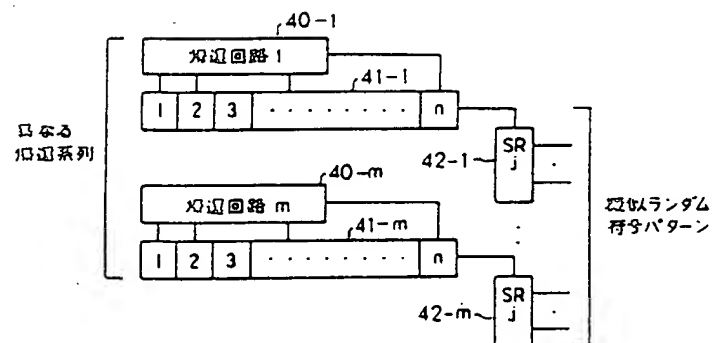 40-1
帰還回路 1
41-1
1 2 3 ········ n
異なる
帰還系列
42-1
SR
j
40-m
帰還回路 m
41-m
1 2 3 ········ n
42-m
SR
j
疑似ランダム
符号パターン